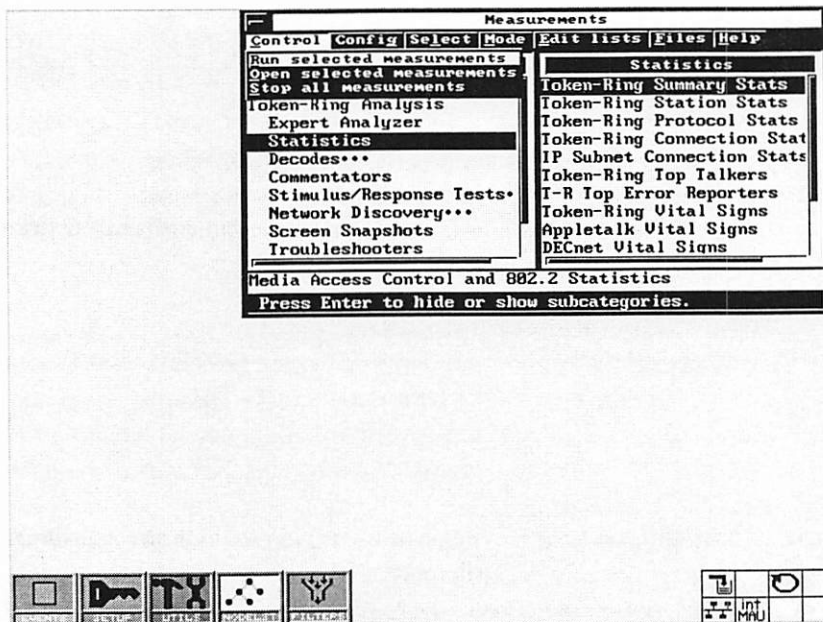 Measurements
Control Config Select Mode Edit lists Files Help
Run selected measurements
Open selected measurements
Stop all measurements
Token-Ring Analysis
Expert Analyzer
Statistics
Decodes•••
Commentators
Stimulus/Response Tests•
Network Discovery•••
Screen Snapshots
Troubleshooters
Statistics
Token-Ring Summary Stats
Token-Ring Station Stats
Token-Ring Protocol Stats
Token-Ring Connection Stat
IP Subnet Connection Stats
Token-Ring Top Talkers
T-R Top Error Reporters
Token-Ring Vital Signs
Appletalk Vital Signs
DECnet Vital Signs
Media Access Control and 802.2 Statistics
Press Enter to hide or show subcategories.
SETUP
UTILS
NODELIST
FILTERS
Int
MAU